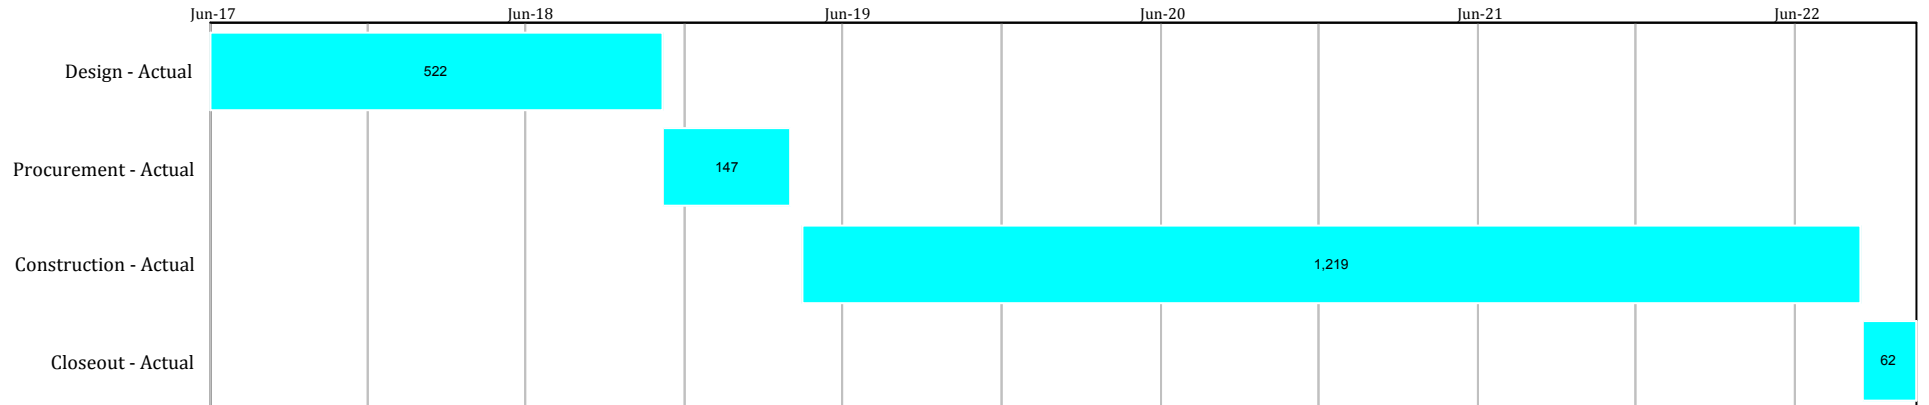 Jun-17 Jun-18 Jun-19 Jun-20 Jun-21 Jun-22
Design - Actual 522
Procurement - Actual 147
Construction - Actual 1,219
Closeout - Actual 62